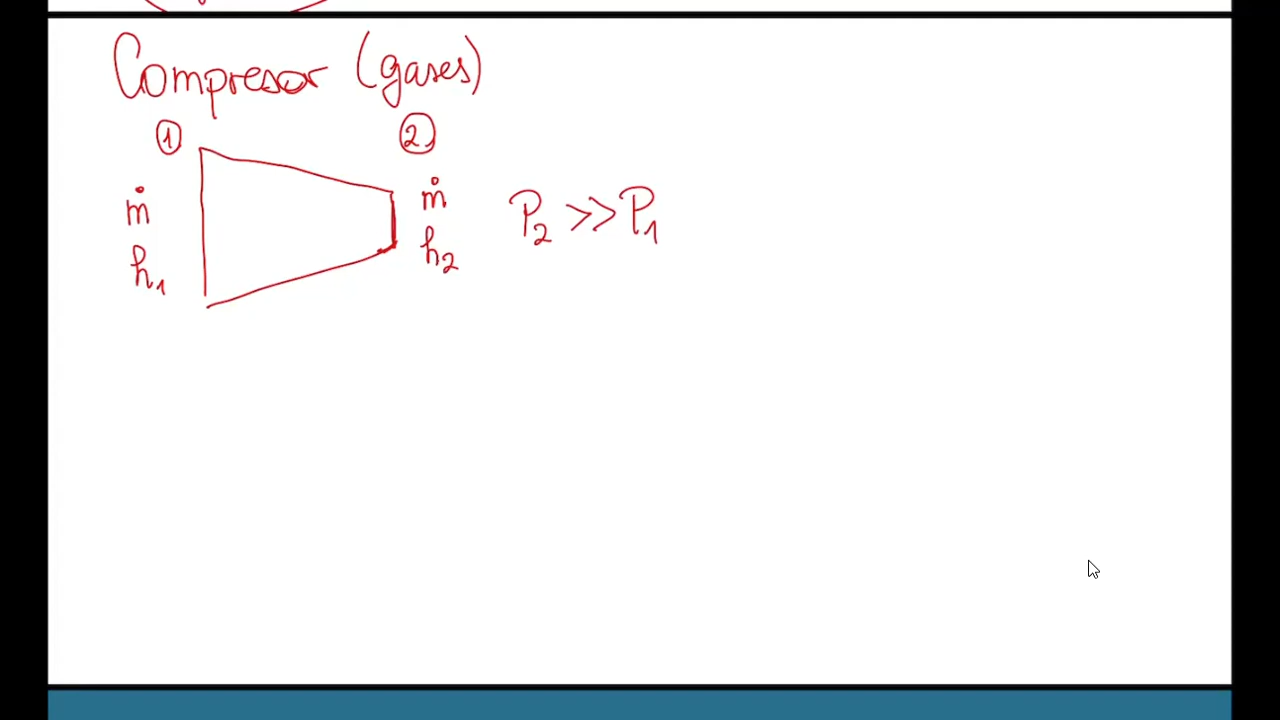 Compresor (gases)
① ②
ṁ ṁ P₂ >> P₁
h₁ h₂